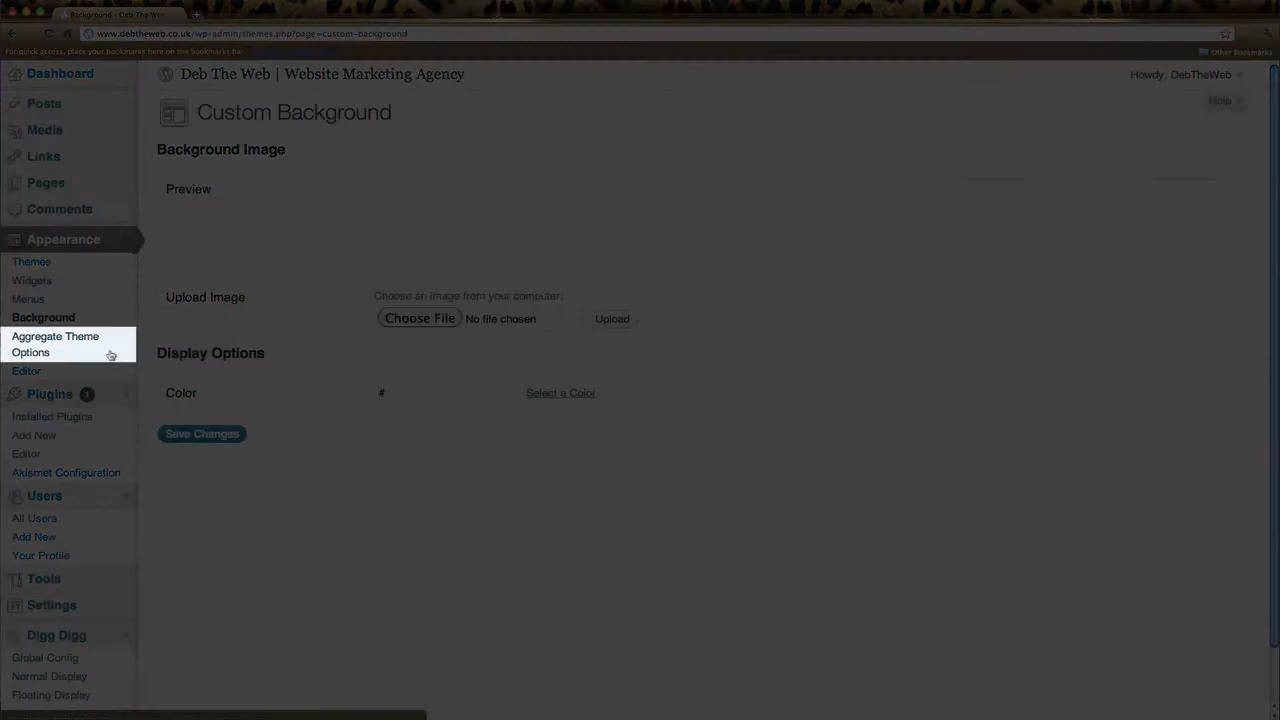 Background - Deb The We
www.debtheweb.co.uk/wp-admin/themes.php?page=custom-background
For quick access, place your bookmarks here on the bookmarks ba
Other Bookmarks
Dashboard
Deb The Web | Website Marketing Agency
Howdy, DebTheWeb
Help
Custom Background
Posts
Media
Links
Pages
Comments
Appearance
Themes
Widgets
Menus
Background
Aggregate Theme
Options
Editor
Plugins 1
Installed Plugins
Add New
Editor
Akismet Configuration
Users
All Users
Add New
Your Profile
Tools
Settings
Digg Digg
Global Config
Normal Display
Floating Display
Background Image
Preview
Upload Image
Choose an image from your computer:
Choose File No file chosen
Upload
Display Options
Color
#
Select a Color
Save Changes